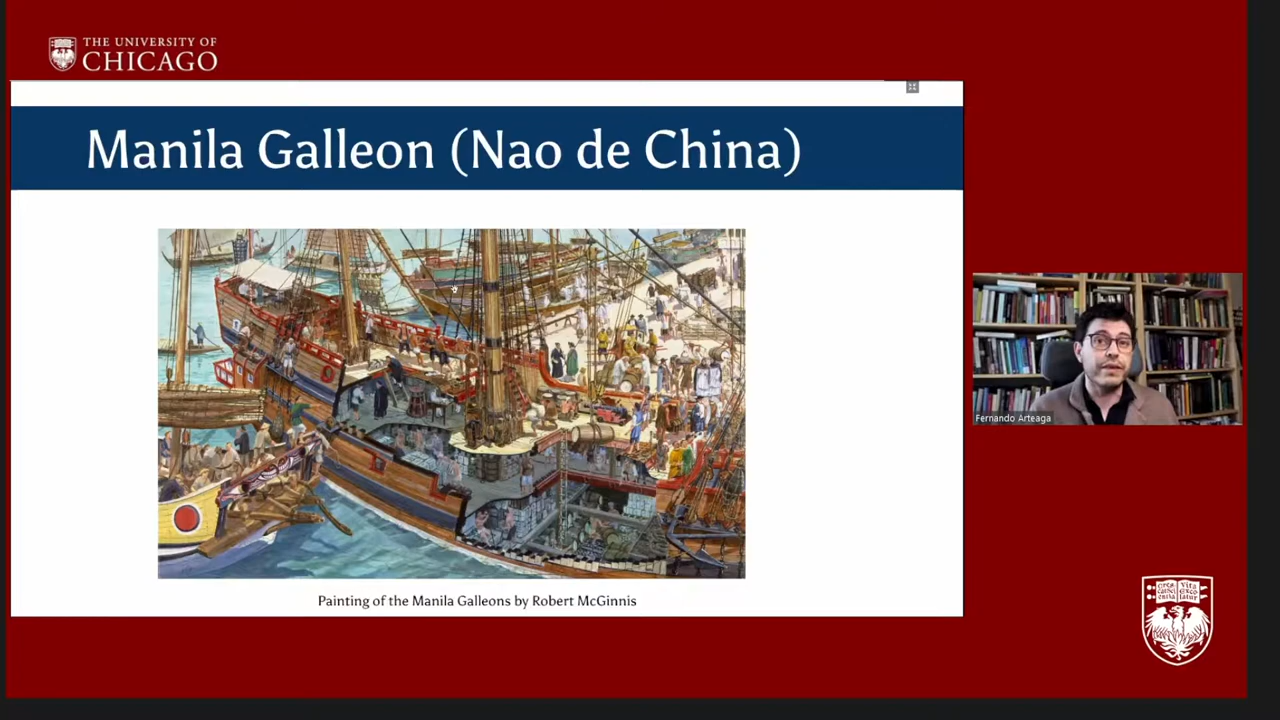 THE UNIVERSITY OF
CHICAGO
Manila Galleon (Nao de China)
Painting of the Manila Galleons by Robert McGinnis
Fernando Arteaga